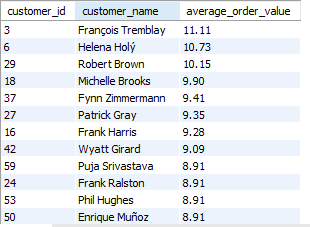 customer_id customer_name average_order_value
3 François Tremblay 11.11
6 Helena Holý 10.73
29 Robert Brown 10.15
18 Michelle Brooks 9.90
37 Fynn Zimmermann 9.41
27 Patrick Gray 9.35
16 Frank Harris 9.28
42 Wyatt Girard 9.09
59 Puja Srivastava 8.91
24 Frank Ralston 8.91
53 Phil Hughes 8.91
50 Enrique Muñoz 8.91